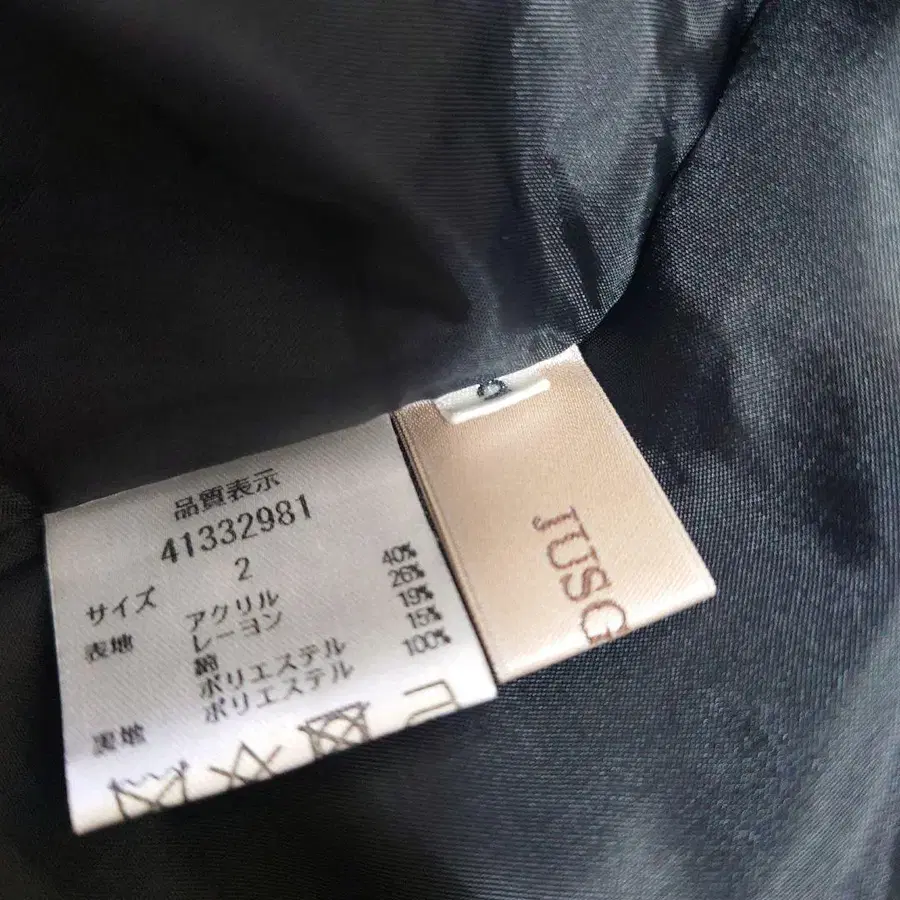 品質表示
41332981
サイズ 2
表地 アクリル 40%
レーヨン 26%
綿 19%
ポリエステル 15%
裏地 ポリエステル 100%
JUSG